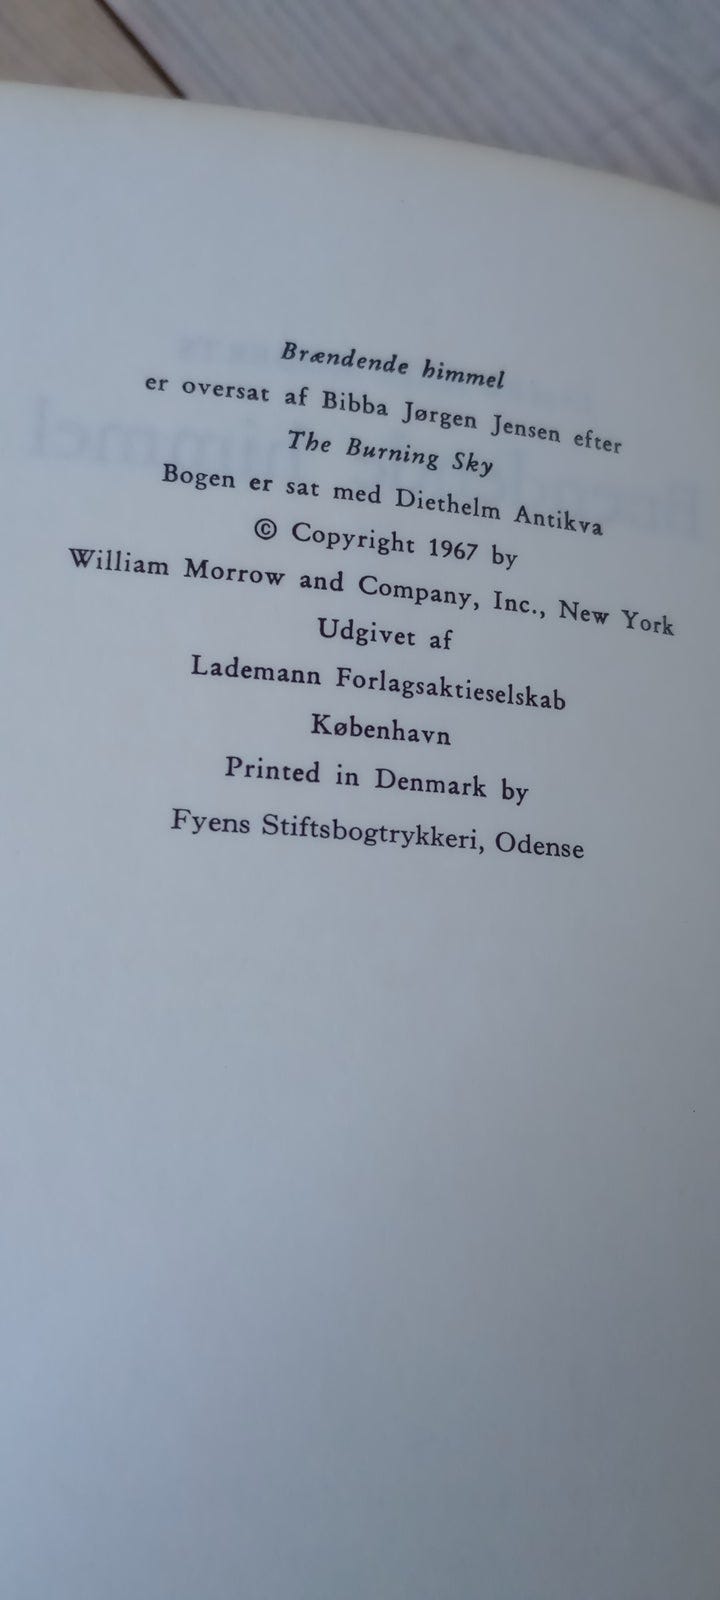 Brændende himmel
er oversat af Bibba Jørgen Jensen efter
The Burning Sky
Bogen er sat med Diethelm Antikva
© Copyright 1967 by
William Morrow and Company, Inc., New York
Udgivet af
Lademann Forlagsaktieselskab
København
Printed in Denmark by
Fyens Stiftsbogtrykkeri, Odense